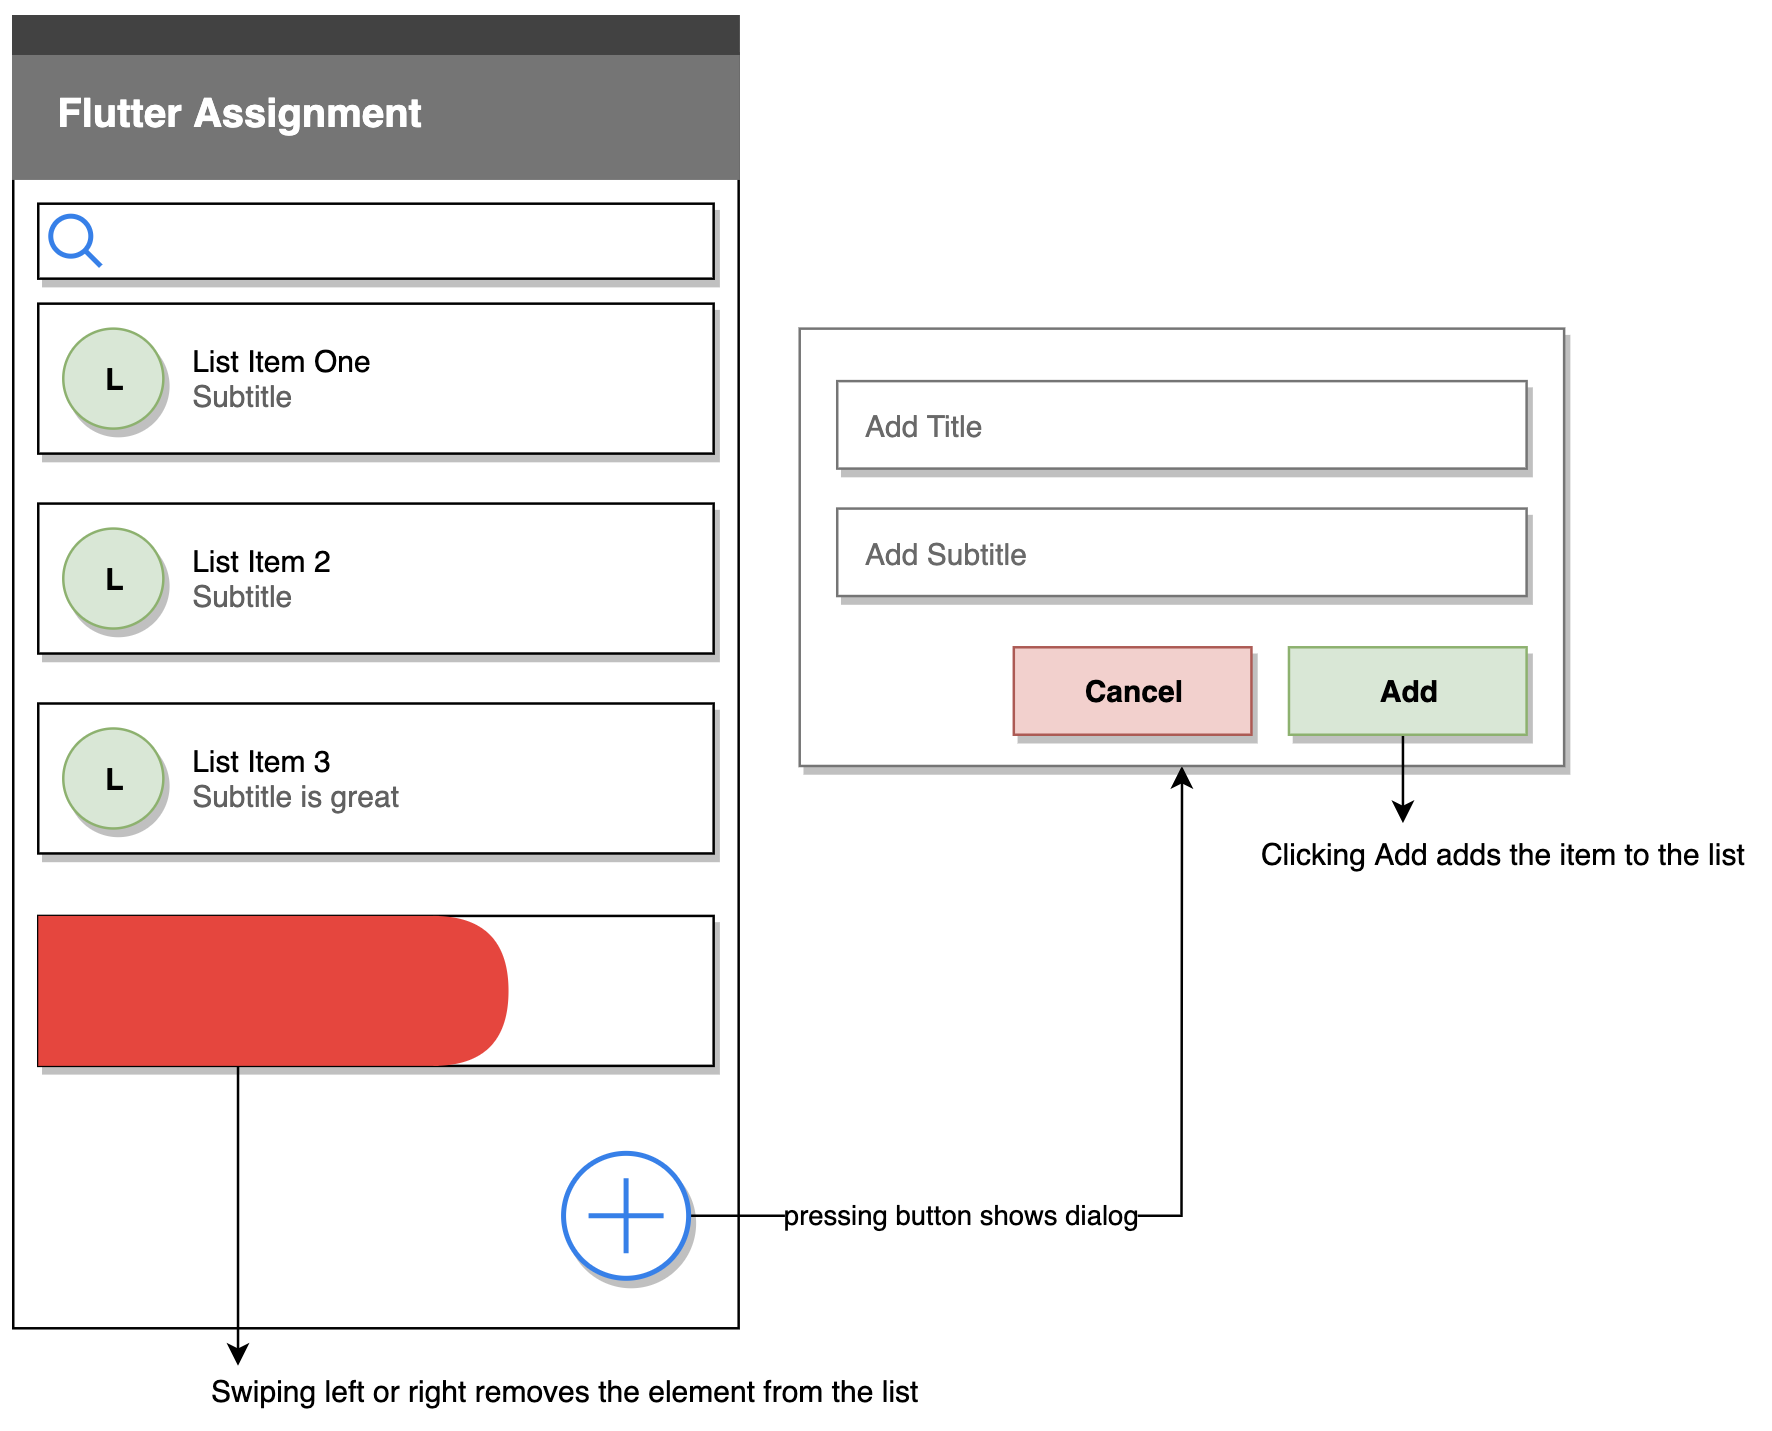 Flutter Assignment
L
List Item One
Subtitle
L
List Item 2
Subtitle
L
List Item 3
Subtitle is great
Add Title
Add Subtitle
Cancel
Add
Clicking Add adds the item to the list
pressing button shows dialog
Swiping left or right removes the element from the list